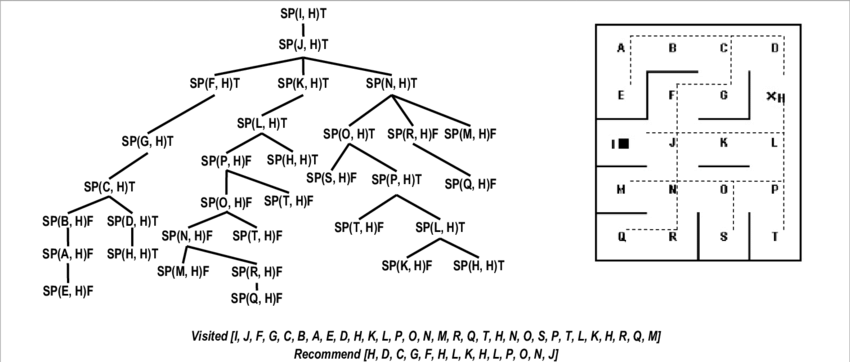 SP(I, H)T
SP(J, H)T
SP(F, H)T SP(K, H)T SP(N, H)T
SP(L, H)T SP(O, H)T SP(R, H)F SP(M, H)F
SP(G, H)T SP(P, H)F SP(H, H)T
SP(C, H)T SP(S, H)F SP(P, H)T SP(Q, H)F
SP(O, H)F SP(T, H)F
SP(B, H)F SP(D, H)T SP(N, H)F SP(T, H)F SP(T, H)F SP(L, H)T
SP(A, H)F SP(H, H)T SP(M, H)F SP(R, H)F SP(K, H)F SP(H, H)T
SP(E, H)F SP(Q, H)F
A B C D
E F G H
I J K L
M N O P
Q R S T
Visited [I, J, F, G, C, B, A, E, D, H, K, L, P, O, N, M, R, Q, T, H, N, O, S, P, T, L, K, H, R, Q, M]
Recommend [H, D, C, G, F, H, L, K, H, L, P, O, N, J]